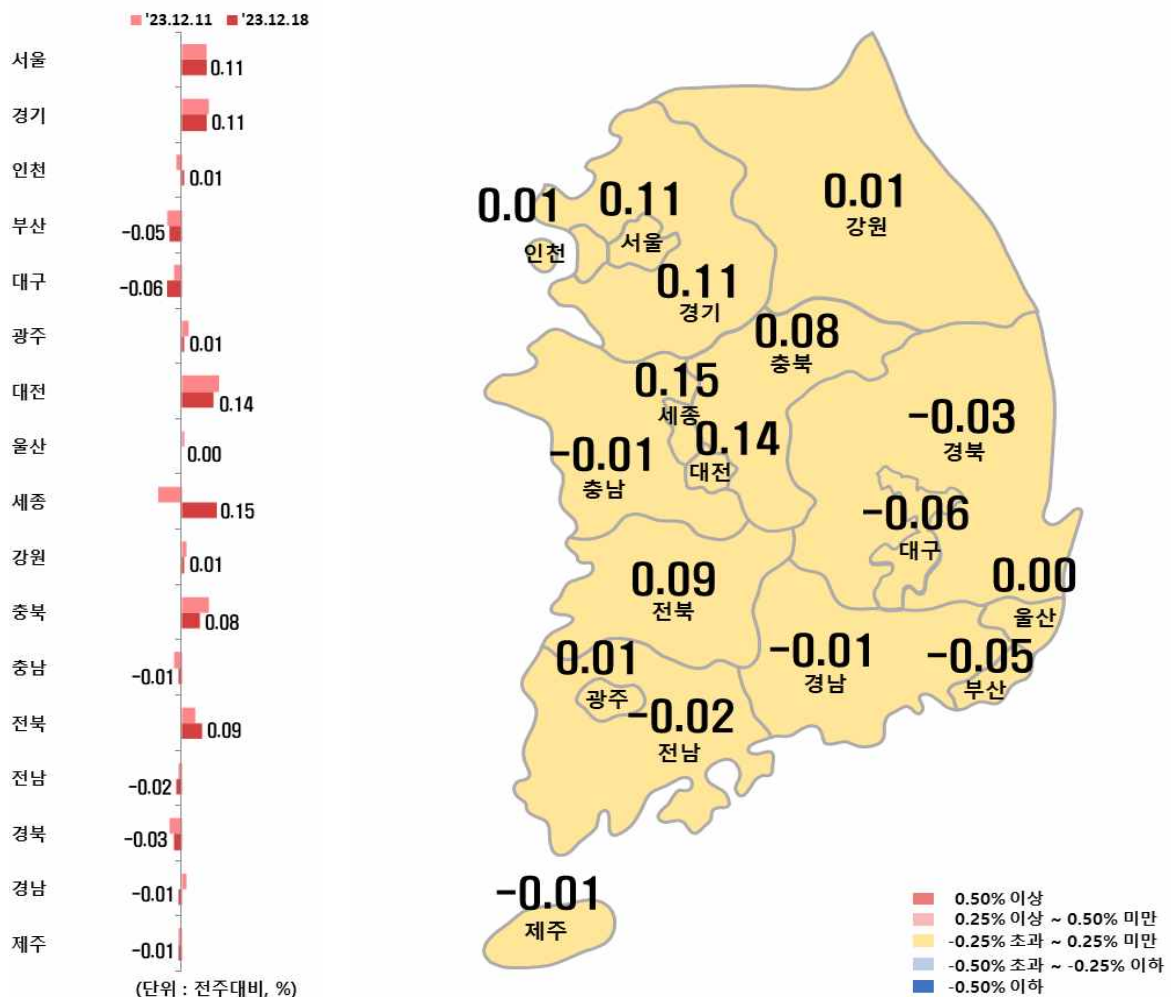 '23.12.11 '23.12.18
서울 0.11
경기 0.11
인천 0.01
부산 -0.05
대구 -0.06
광주 0.01
대전 0.14
울산 0.00
세종 0.15
강원 0.01
충북 0.08
충남 -0.01
전북 0.09
전남 -0.02
경북 -0.03
경남 -0.01
제주 -0.01
(단위 : 전주대비, %)
0.01
인천
0.11
서울
0.11
경기
0.01
강원
0.08
충북
0.15
세종
0.14
대전
-0.01
충남
-0.03
경북
-0.06
대구
0.00
울산
0.09
전북
-0.01
경남
-0.05
부산
0.01
광주
-0.02
전남
-0.01
제주
0.50% 이상
0.25% 이상 ~ 0.50% 미만
-0.25% 초과 ~ 0.25% 미만
-0.50% 초과 ~ -0.25% 이하
-0.50% 이하